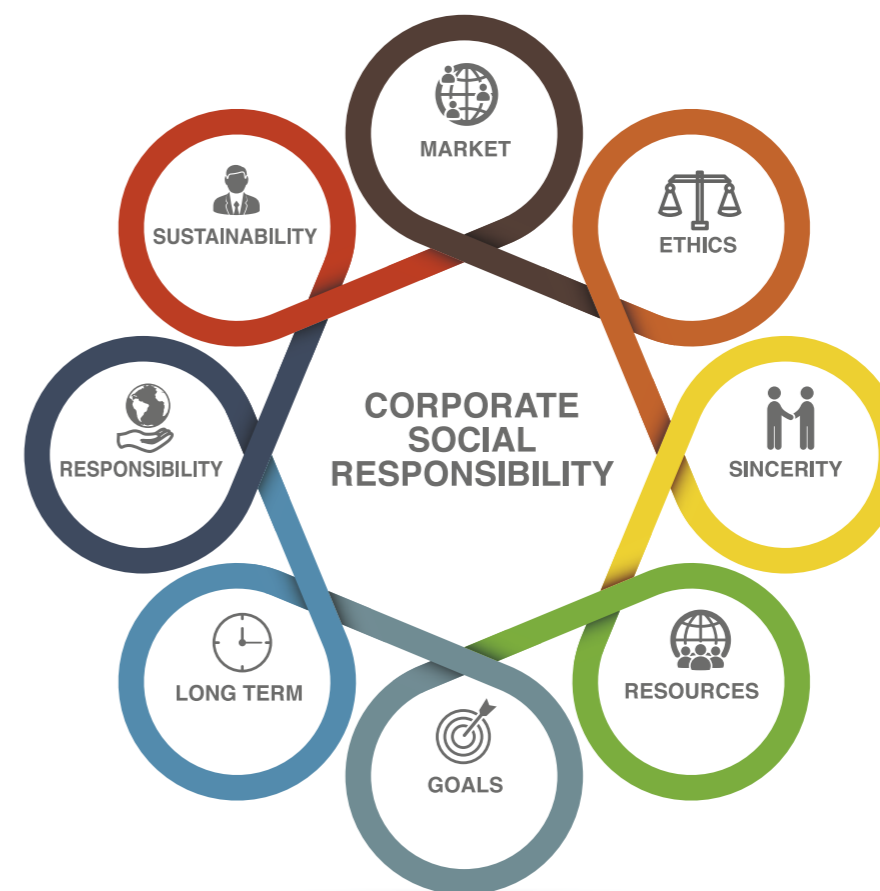 MARKET
SUSTAINABILITY
ETHICS
CORPORATE
SOCIAL
RESPONSIBILITY
RESPONSIBILITY
SINCERITY
LONG TERM
RESOURCES
GOALS